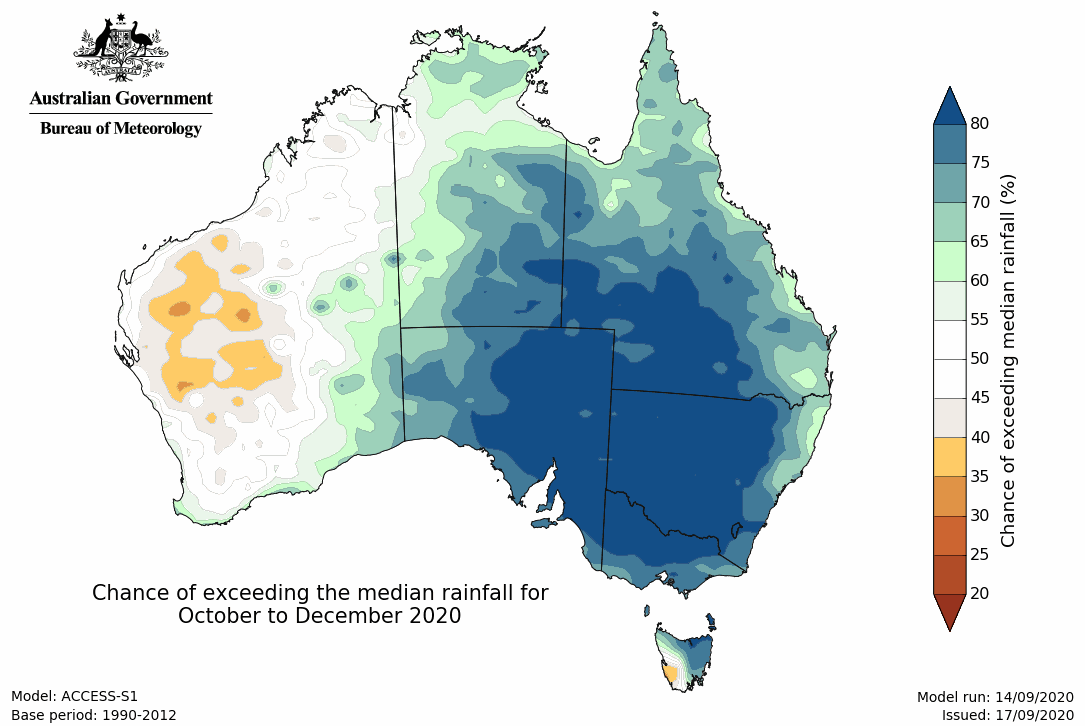 Australian Government
Bureau of Meteorology
80
75
70
65
60
55
50
45
40
35
30
25
20
Chance of exceeding median rainfall (%)
Chance of exceeding the median rainfall for
October to December 2020
Model: ACCESS-S1
Base period: 1990-2012
Model run: 14/09/2020
Issued: 17/09/2020